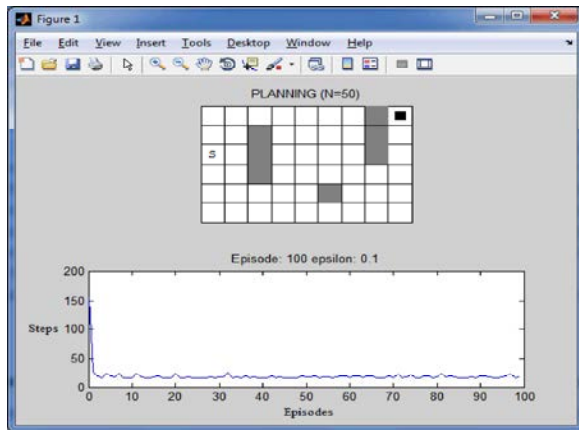 Figure 1
File Edit View Insert Tools Desktop Window Help
PLANNING (N=50)
S
Episode: 100 epsilon: 0.1
200
150
Steps 100
50
0
0 10 20 30 40 50 60 70 80 90 100
Episodes